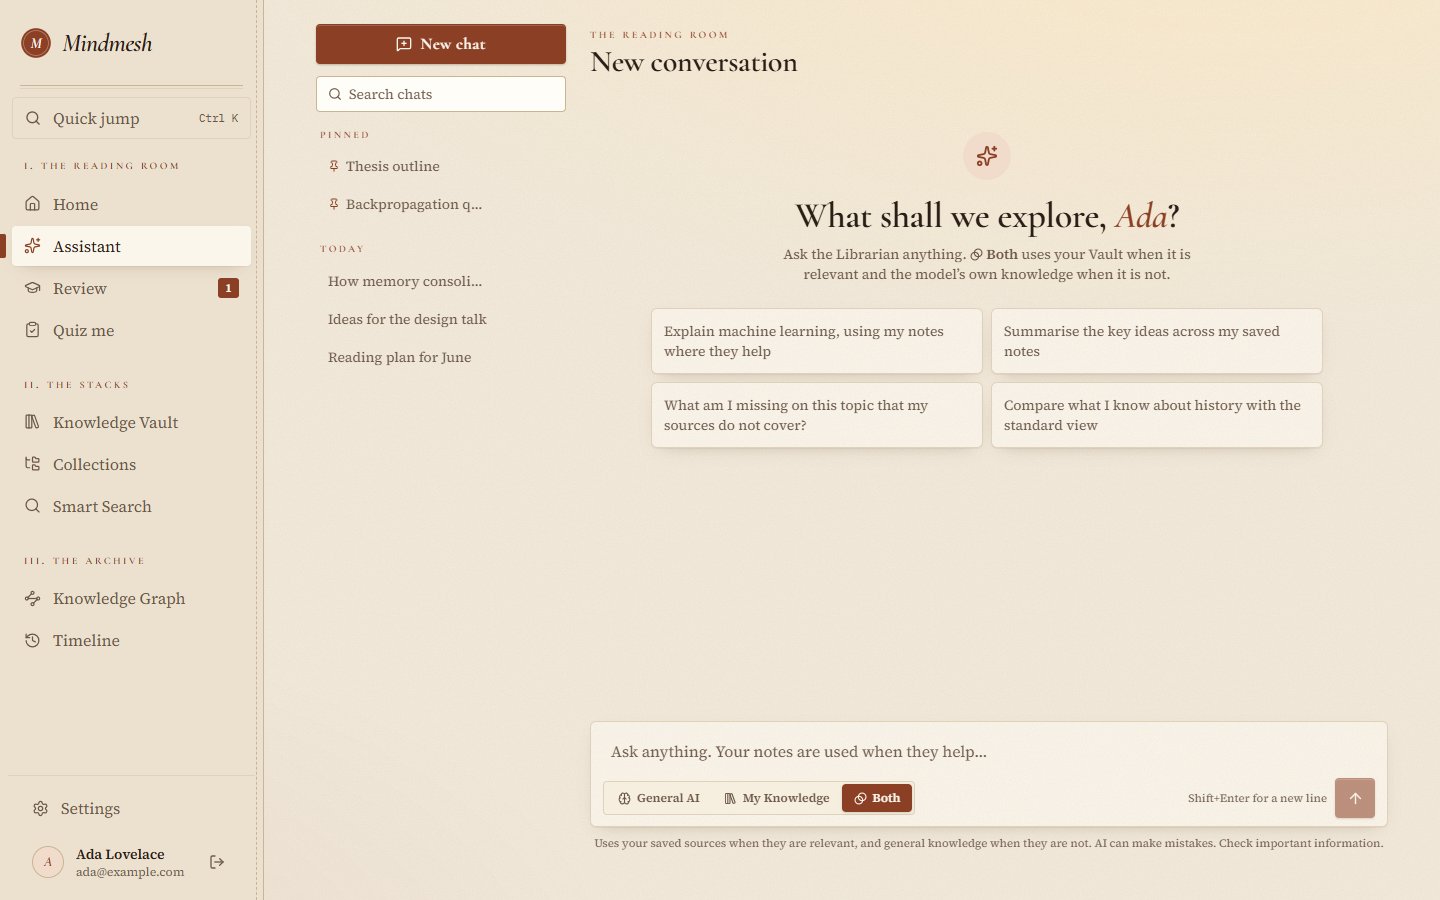 M Mindmesh
Quick jump Ctrl K
I. THE READING ROOM
Home
Assistant
Review 1
Quiz me
II. THE STACKS
Knowledge Vault
Collections
Smart Search
III. THE ARCHIVE
Knowledge Graph
Timeline
Settings
A Ada Lovelace
ada@example.com
New chat
Search chats
PINNED
Thesis outline
Backpropagation q...
TODAY
How memory consoli...
Ideas for the design talk
Reading plan for June
THE READING ROOM
New conversation
What shall we explore, Ada?
Ask the Librarian anything. Both uses your Vault when it is
relevant and the model's own knowledge when it is not.
Explain machine learning, using my notes
where they help
Summarise the key ideas across my saved
notes
What am I missing on this topic that my
sources do not cover?
Compare what I know about history with the
standard view
Ask anything. Your notes are used when they help...
General AI My Knowledge Both Shift+Enter for a new line
Uses your saved sources when they are relevant, and general knowledge when they are not. AI can make mistakes. Check important information.